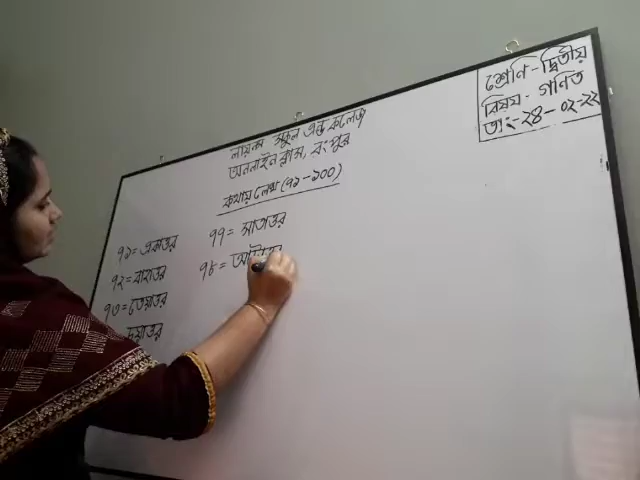 লায়ন্স স্কুল এন্ড কলেজ
অনলাইন ক্লাস, রংপুর
কথায় লেখ (৭১-১০০)
শ্রেণি-দ্বিতীয়
বিষয়- গণিত
তা:-২৪-০২-২২
৭১= একাত্তর
৭২= বাহাত্তর
৭৩= তেয়াত্তর
চুয়াত্তর
৭৭= সাতাত্তর
৭৮=